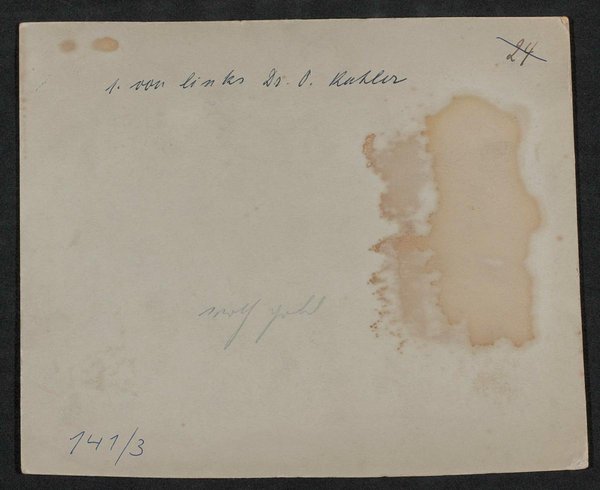 24
1. von links Dr. O. Kahler
141/3